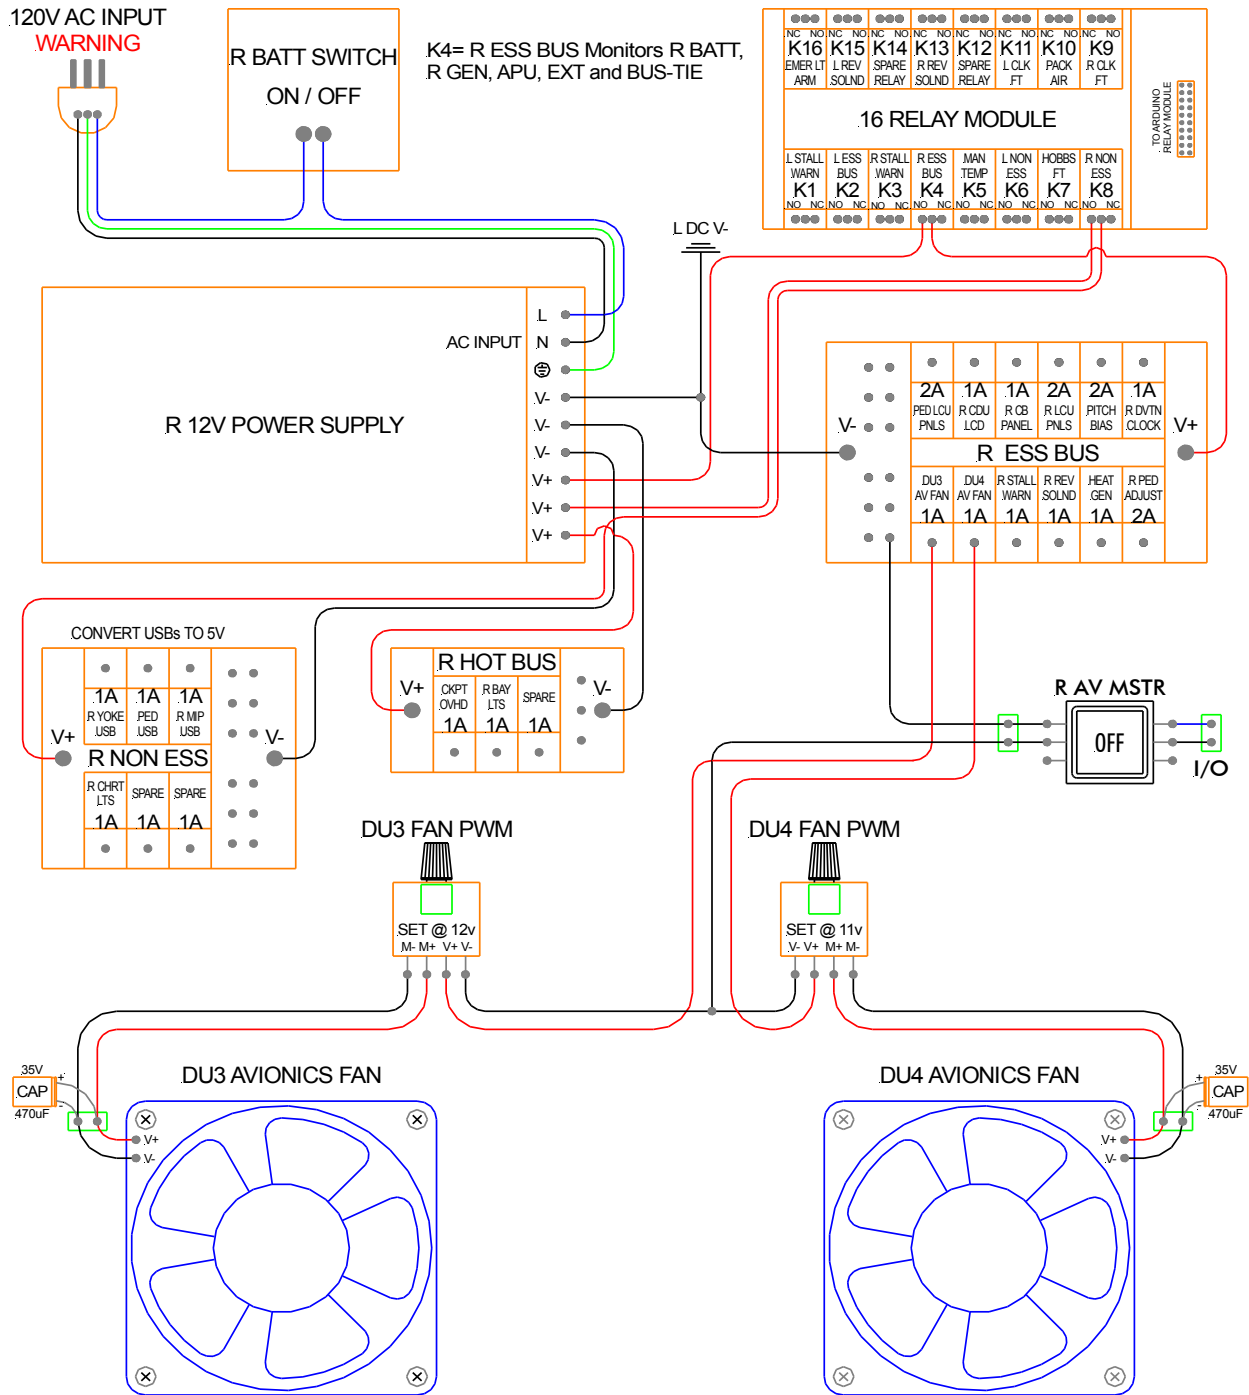 120V AC INPUT
WARNING
R BATT SWITCH
ON / OFF
K4= R ESS BUS Monitors R BATT,
R GEN, APU, EXT and BUS-TIE
NC NO NC NO NC NO NC NO NC NO NC NO NC NO NC NO
K16 K15 K14 K13 K12 K11 K10 K9
EMER LT L REV SPARE R REV SPARE L CLK PACK R CLK
ARM SOLND RELAY SOLND RELAY FT AIR FT
16 RELAY MODULE
TO ARDUINO
RELAY MODULE
L STALL L ESS R STALL R ESS MAN L NON HOBBS R NON
WARN BUS WARN BUS TEMP ESS FT ESS
K1 K2 K3 K4 K5 K6 K7 K8
NO NC NO NC NO NC NO NC NO NC NO NC NO NC NO NC
L DC V-
R 12V POWER SUPPLY
AC INPUT
L
N
V-
V-
V-
V+
V+
V+
2A 1A 1A 2A 2A 1A
PED LCU R CDU R CB R LCU PITCH R DVTN
PNLS LCD PANEL PNLS BIAS CLOCK
V- V+
R ESS BUS
DU3 DU4 R STALL R REV HEAT R PED
AV FAN AV FAN WARN SOLND GEN ADJUST
1A 1A 1A 1A 1A 2A
CONVERT USBs TO 5V
1A 1A 1A
R YOKE PED R MIP
USB USB USB
V+ V-
R NON ESS
R CHRT SPARE SPARE
LTS
1A 1A 1A
R HOT BUS
V+ V-
CKPT R BAY SPARE
OVHD LTS
1A 1A 1A
R AV MSTR
OFF
I/O
DU3 FAN PWM
SET @ 12v
M- M+ V+ V-
DU4 FAN PWM
SET @ 11v
V- V+ M+ M-
35V
CAP
+
-
470uF
DU3 AVIONICS FAN
V+
V-
DU4 AVIONICS FAN
35V
+
-
CAP
470uF
V+
V-